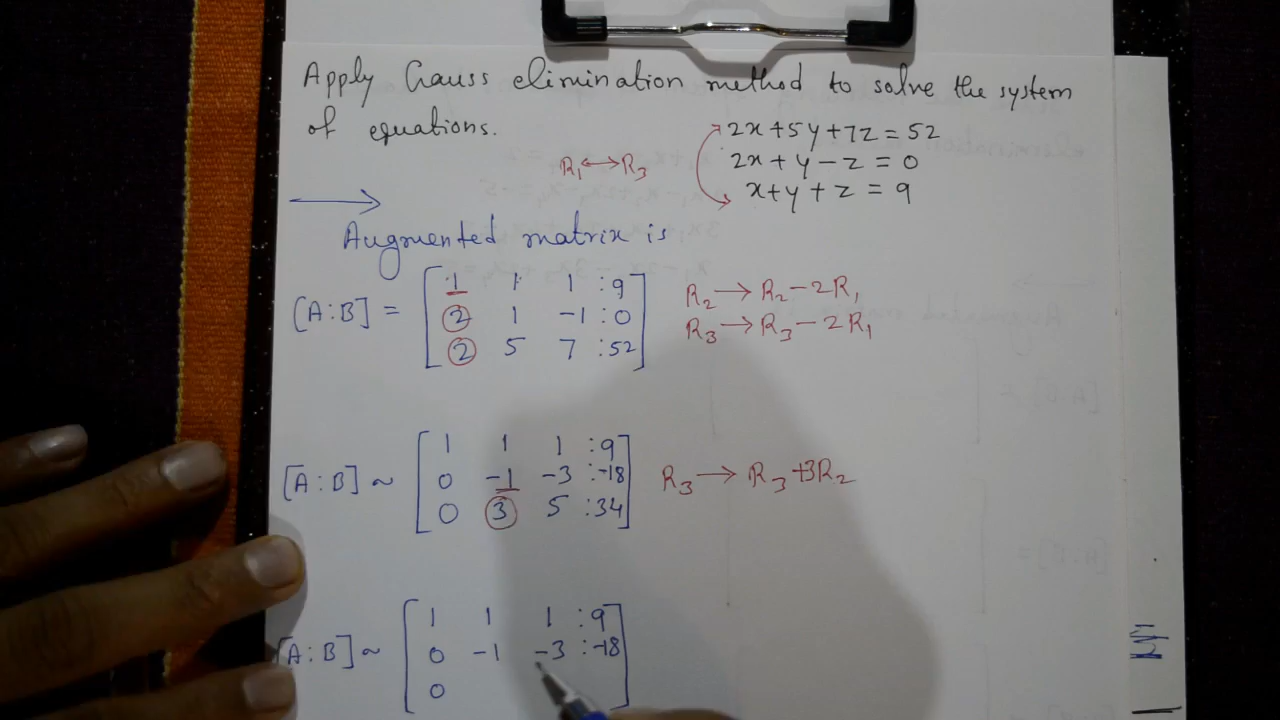 Apply Gauss elimination method to solve the system
of equations.
2x+5y+7z=52
2x+y-z=0
x+y+z=9
R₁↔R₃
Augmented matrix is
[A:B] = [1 1 1 :9]
[2 1 -1 :0]
[2 5 7 :52]
R₂→R₂-2R₁
R₃→R₃-2R₁
[A:B] ~ [1 1 1 :9]
[0 -1 -3 :-18]
[0 3 5 :34]
R₃→R₃+3R₂
[A:B] ~ [1 1 1 :9]
[0 -1 -3 :-18]
[0